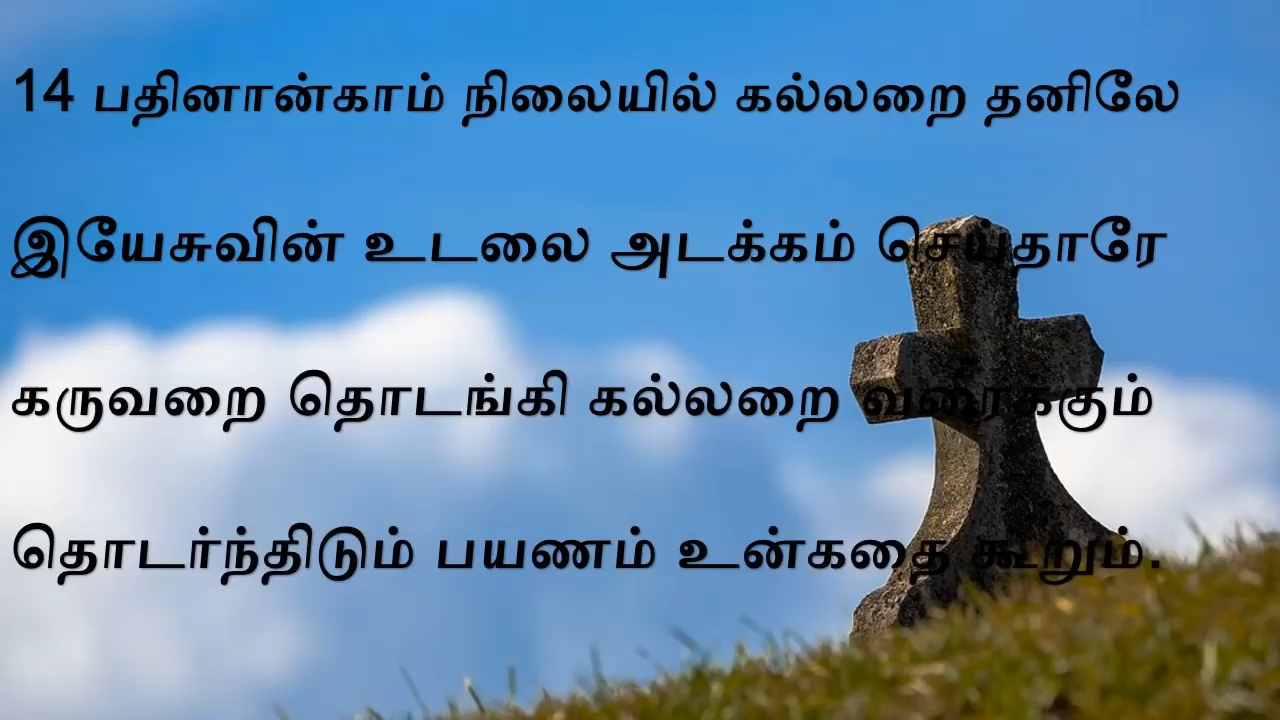 14 பதினான்காம் நிலையில் கல்லறை தனிலே
இயேசுவின் உடலை அடக்கம் செய்தாரே
கருவறை தொடங்கி கல்லறை வரைக்கும்
தொடர்ந்திடும் பயணம் உன்கதை கூறும்.